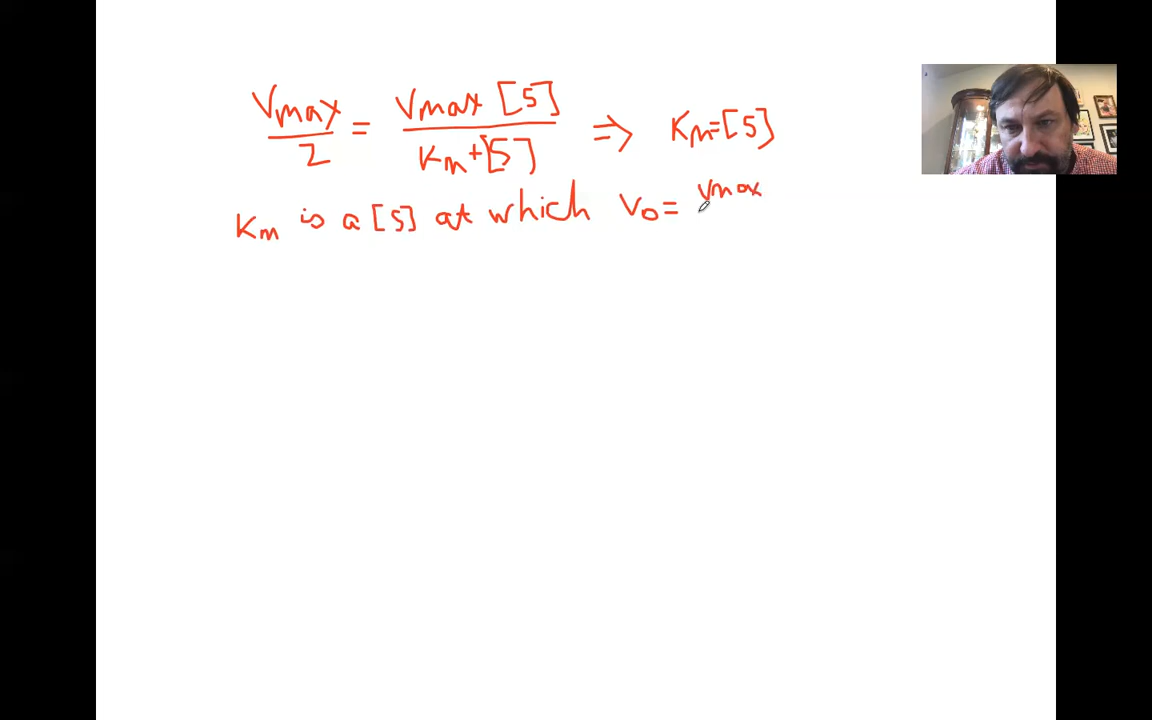 Vmax/2 = Vmax [S]/Km+[S] ⇒ Km=[S]
Km is a [S] at which V0= Vmax